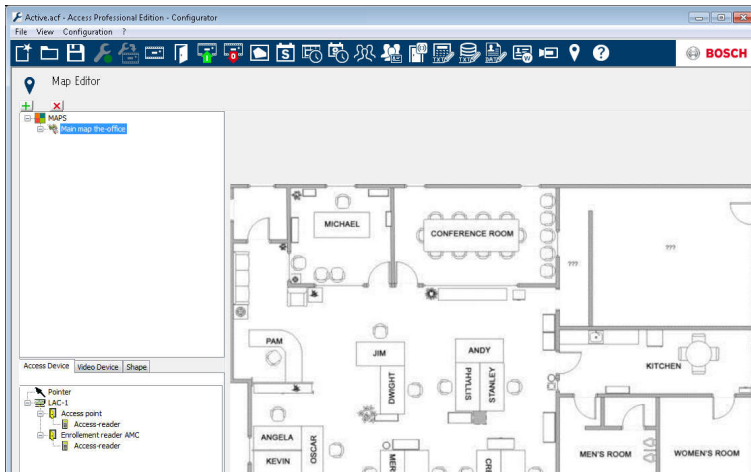 Active.acf - Access Professional Edition - Configurator
File View Configuration ?
BOSCH
Map Editor
MAPS
Main map the-office
MICHAEL
CONFERENCE ROOM
???
???
PAM
JIM
ANDY
DWIGHT
PHYLLIS
STANLEY
KITCHEN
Access Device Video Device Shape
Pointer
LAC-1
Access point
Access-reader
Enrollement reader AMC
Access-reader
ANGELA
OSCAR
KEVIN
MEN'S ROOM
WOMEN'S ROOM